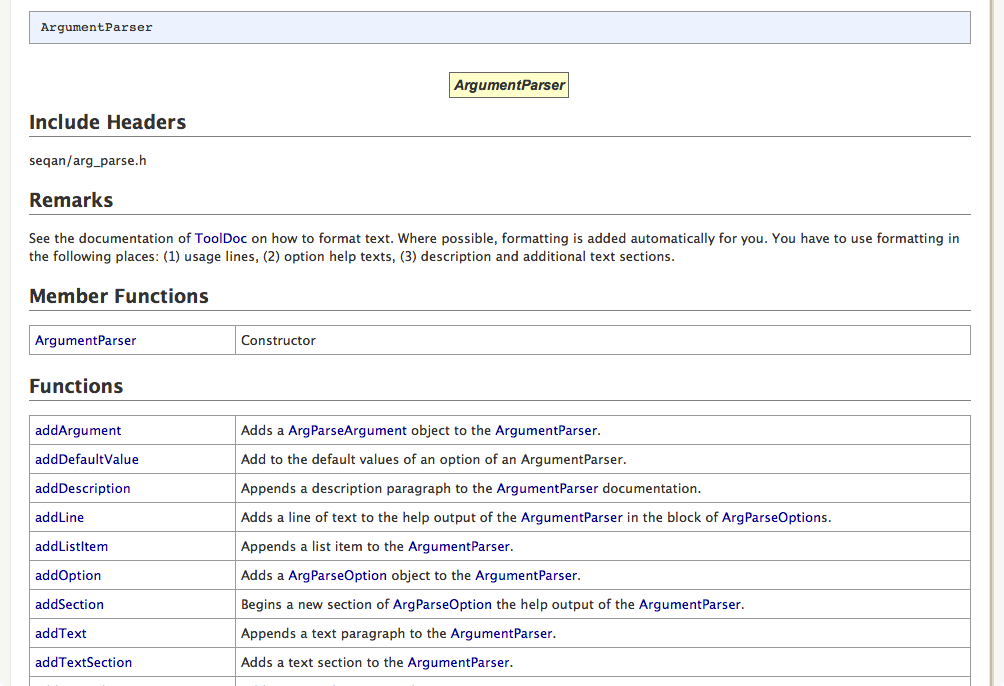 ArgumentParser
ArgumentParser
Include Headers
seqan/arg_parse.h
Remarks
See the documentation of ToolDoc on how to format text. Where possible, formatting is added automatically for you. You have to use formatting in
the following places: (1) usage lines, (2) option help texts, (3) description and additional text sections.
Member Functions
ArgumentParser Constructor
Functions
addArgument Adds a ArgParseArgument object to the ArgumentParser.
addDefaultValue Add to the default values of an option of an ArgumentParser.
addDescription Appends a description paragraph to the ArgumentParser documentation.
addLine Adds a line of text to the help output of the ArgumentParser in the block of ArgParseOptions.
addListItem Appends a list item to the ArgumentParser.
addOption Adds a ArgParseOption object to the ArgumentParser.
addSection Begins a new section of ArgParseOption the help output of the ArgumentParser.
addText Appends a text paragraph to the ArgumentParser.
addTextSection Adds a text section to the ArgumentParser.